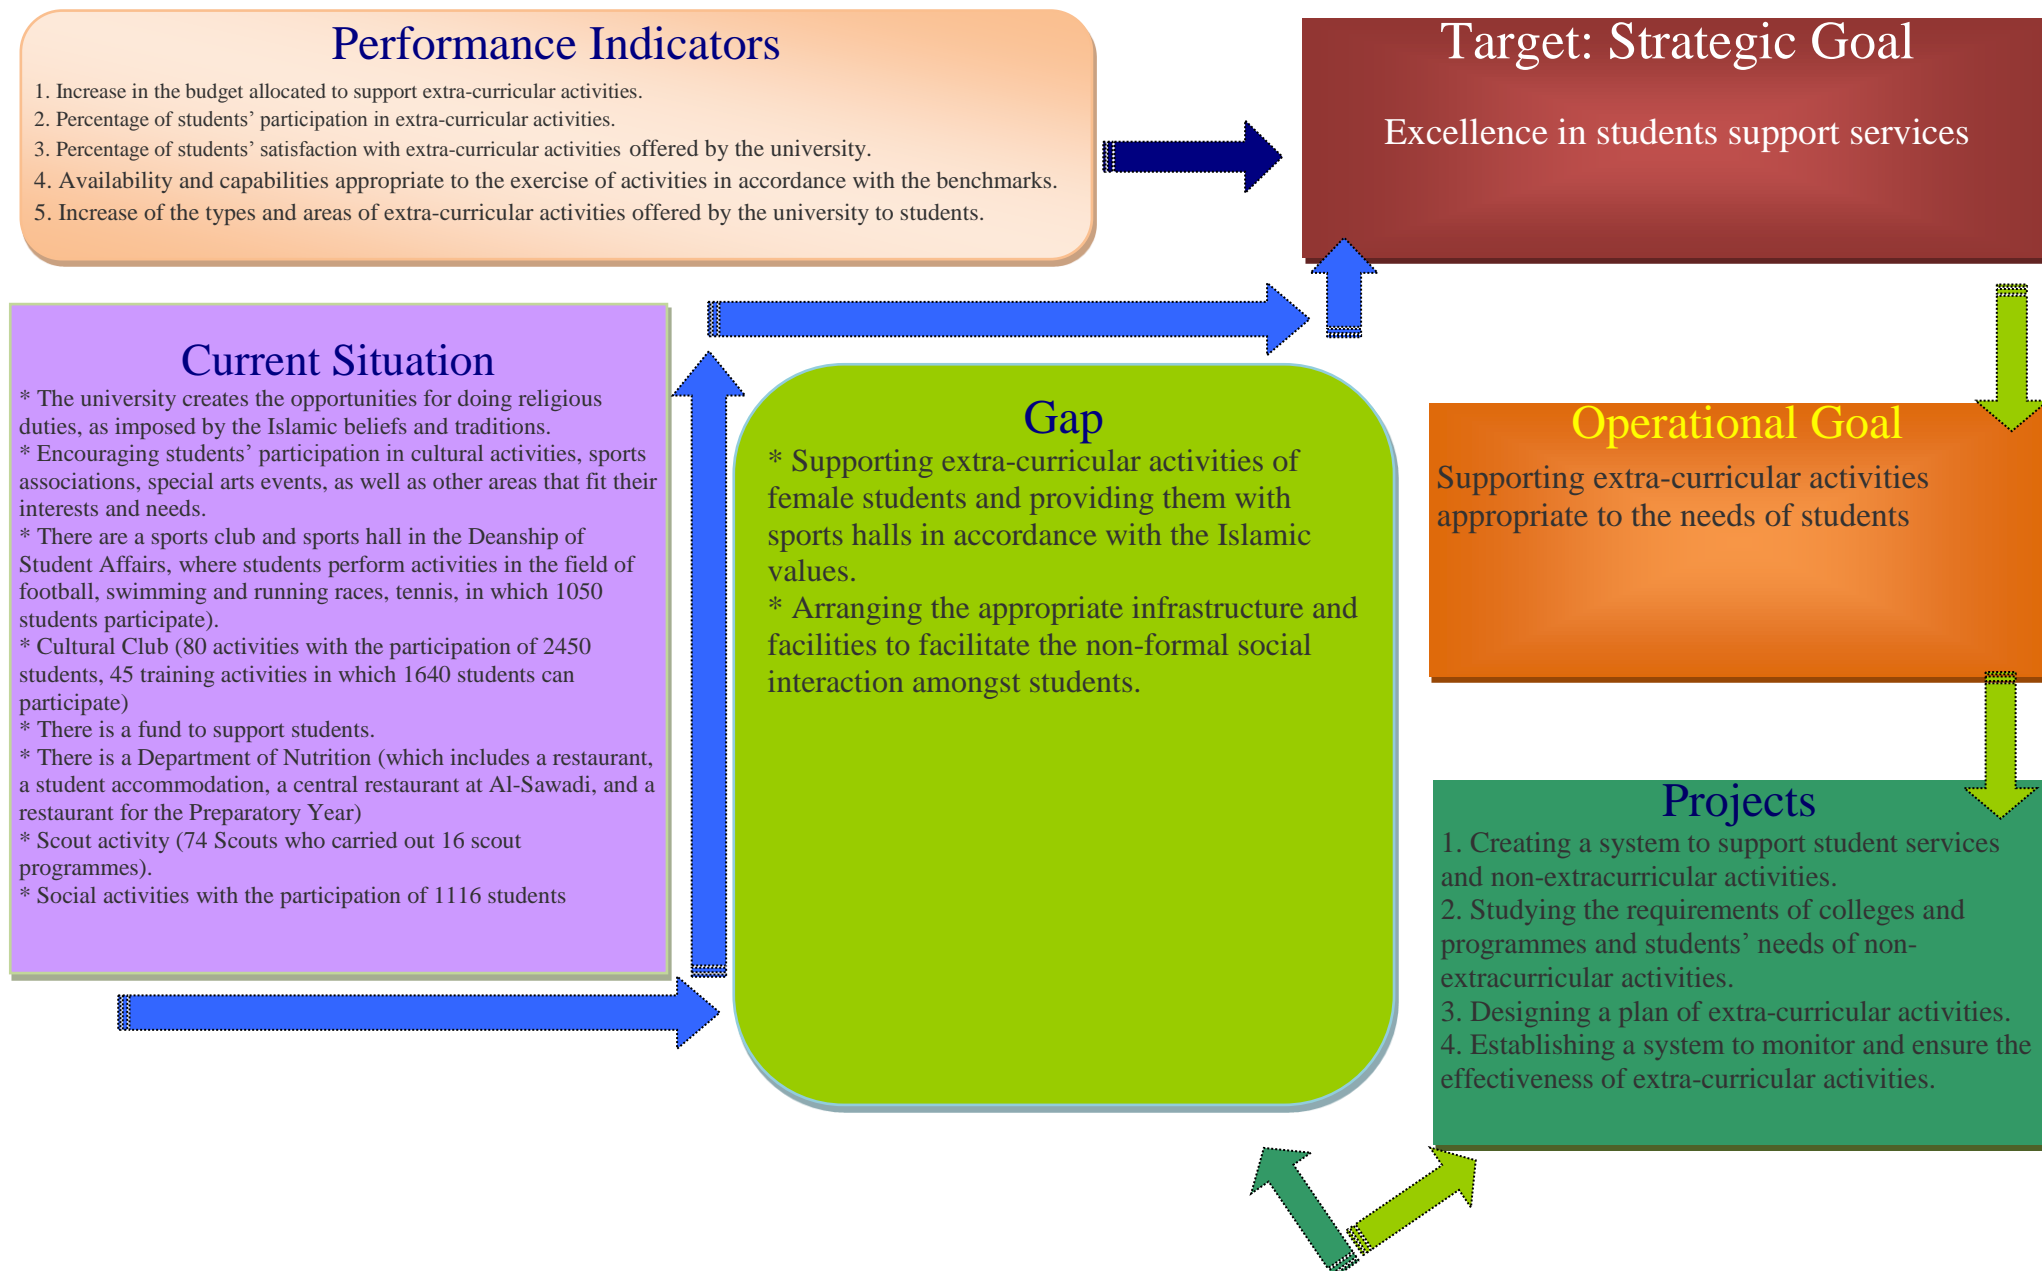 Performance Indicators
1. Increase in the budget allocated to support extra-curricular activities.
2. Percentage of students’ participation in extra-curricular activities.
3. Percentage of students’ satisfaction with extra-curricular activities offered by the university.
4. Availability and capabilities appropriate to the exercise of activities in accordance with the benchmarks.
5. Increase of the types and areas of extra-curricular activities offered by the university to students.
Target: Strategic Goal
Excellence in students support services
Current Situation
* The university creates the opportunities for doing religious
duties, as imposed by the Islamic beliefs and traditions.
* Encouraging students’ participation in cultural activities, sports
associations, special arts events, as well as other areas that fit their
interests and needs.
* There are a sports club and sports hall in the Deanship of
Student Affairs, where students perform activities in the field of
football, swimming and running races, tennis, in which 1050
students participate).
* Cultural Club (80 activities with the participation of 2450
students, 45 training activities in which 1640 students can
participate)
* There is a fund to support students.
* There is a Department of Nutrition (which includes a restaurant,
a student accommodation, a central restaurant at Al-Sawadi, and a
restaurant for the Preparatory Year)
* Scout activity (74 Scouts who carried out 16 scout
programmes).
* Social activities with the participation of 1116 students
Gap
* Supporting extra-curricular activities of
female students and providing them with
sports halls in accordance with the Islamic
values.
* Arranging the appropriate infrastructure and
facilities to facilitate the non-formal social
interaction amongst students.
Operational Goal
Supporting extra-curricular activities
appropriate to the needs of students
Projects
1. Creating a system to support student services
and non-extracurricular activities.
2. Studying the requirements of colleges and
programmes and students’ needs of non-
extracurricular activities.
3. Designing a plan of extra-curricular activities.
4. Establishing a system to monitor and ensure the
effectiveness of extra-curricular activities.